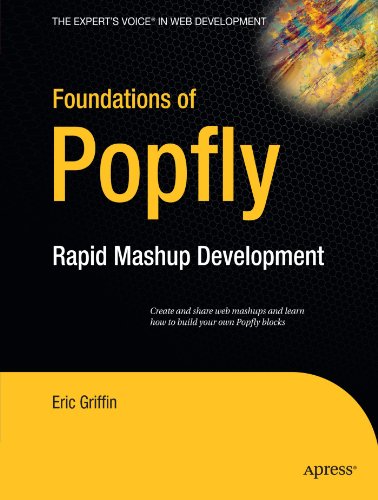 THE EXPERT'S VOICE® IN WEB DEVELOPMENT
Foundations of
Popfly
Rapid Mashup Development
Create and share web mashups and learn
how to build your own Popfly blocks
Eric Griffin
Apress®